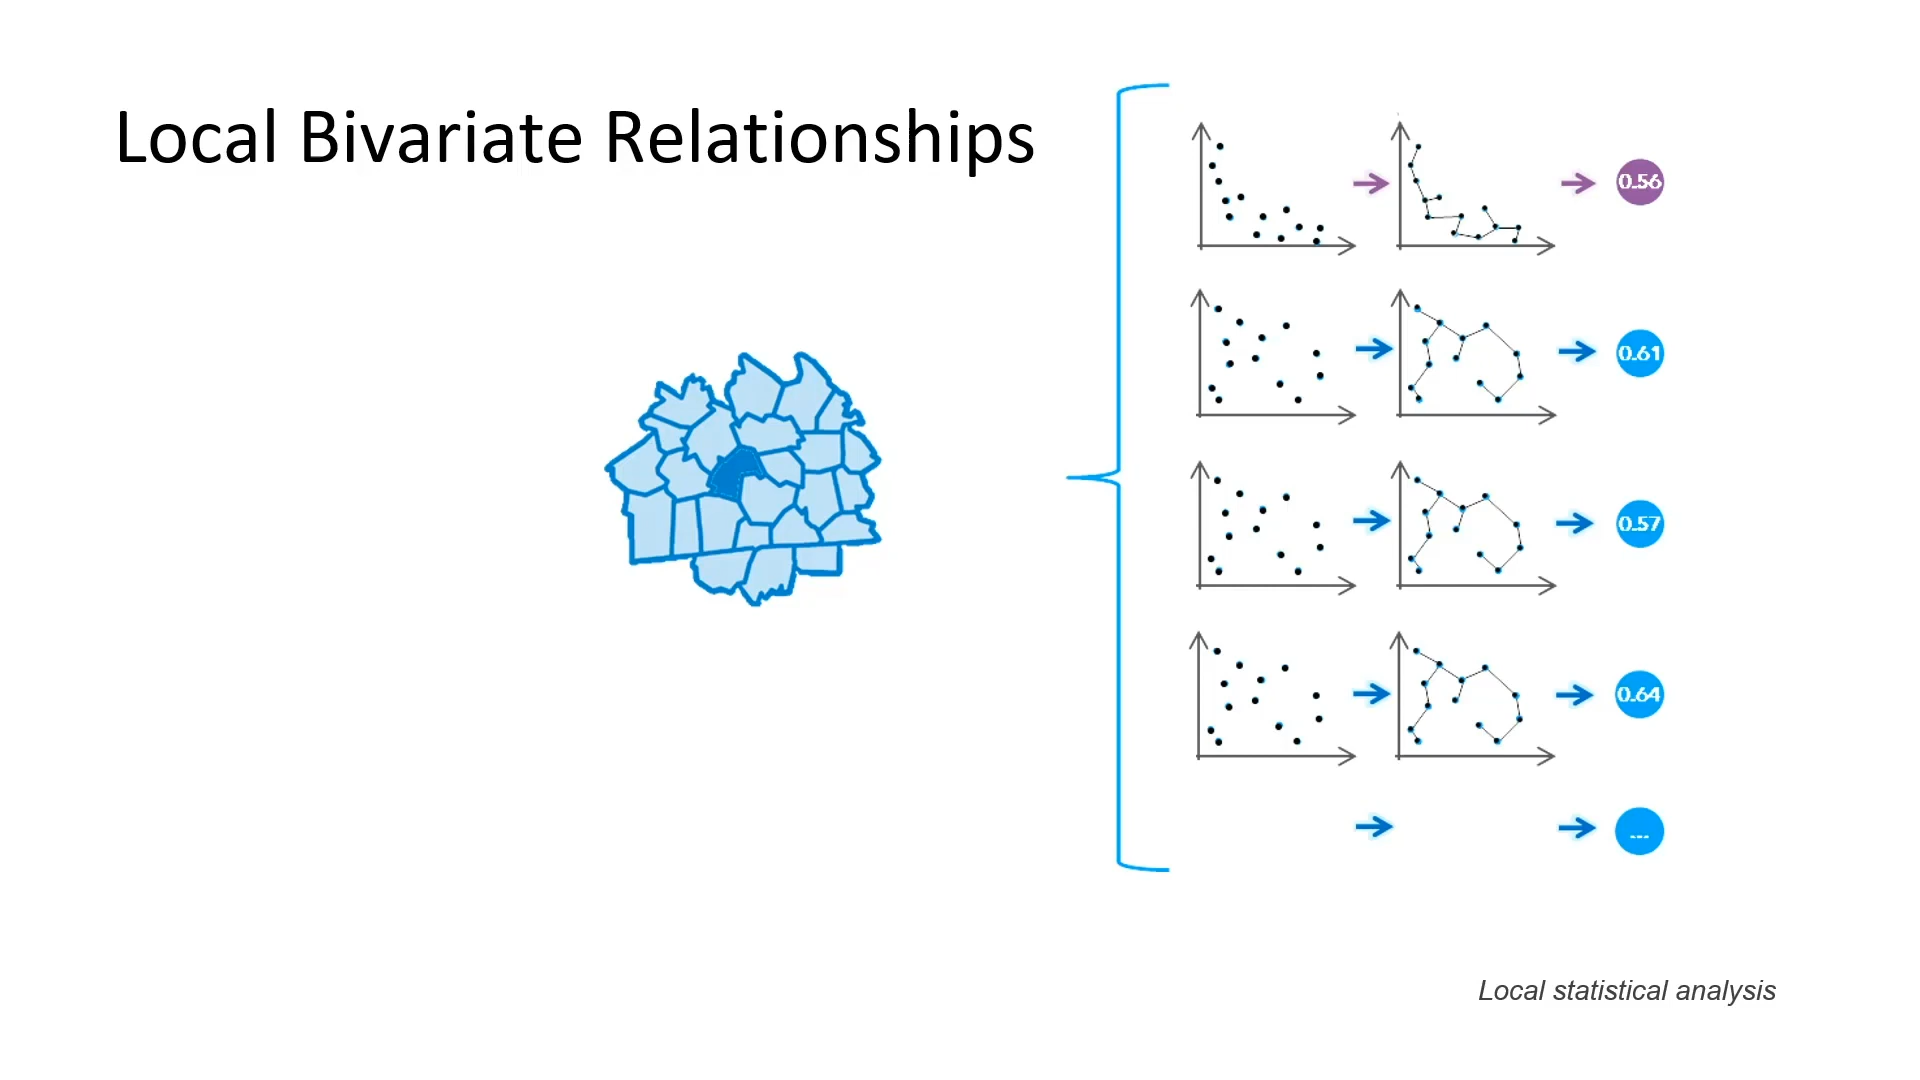 Local Bivariate Relationships
0.56
0.61
0.57
0.64
...
Local statistical analysis